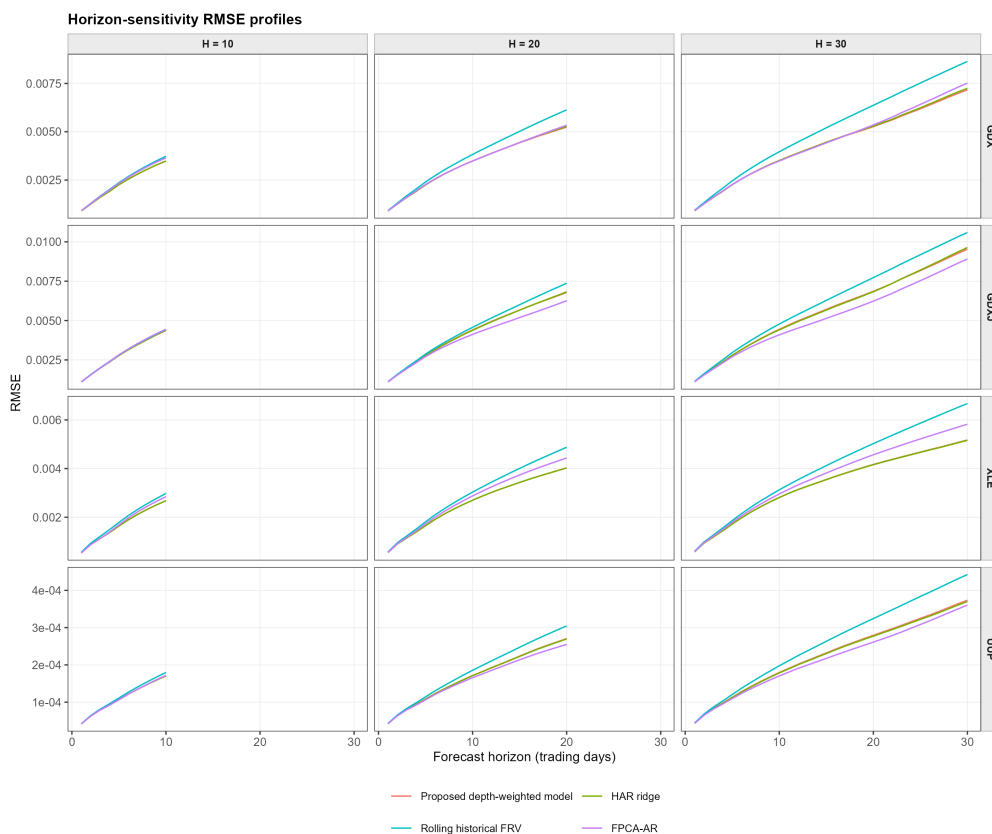 Horizon-sensitivity RMSE profiles
H = 10 H = 20 H = 30
0.0075
0.0050
0.0025
0.0100
0.0075
0.0050
0.0025
0.006
0.004
0.002
4e-04
3e-04
2e-04
1e-04
RMSE
0 10 20 30 0 10 20 30 0 10 20 30
Forecast horizon (trading days)
Proposed depth-weighted model HAR ridge
Rolling historical FRV FPCA-AR